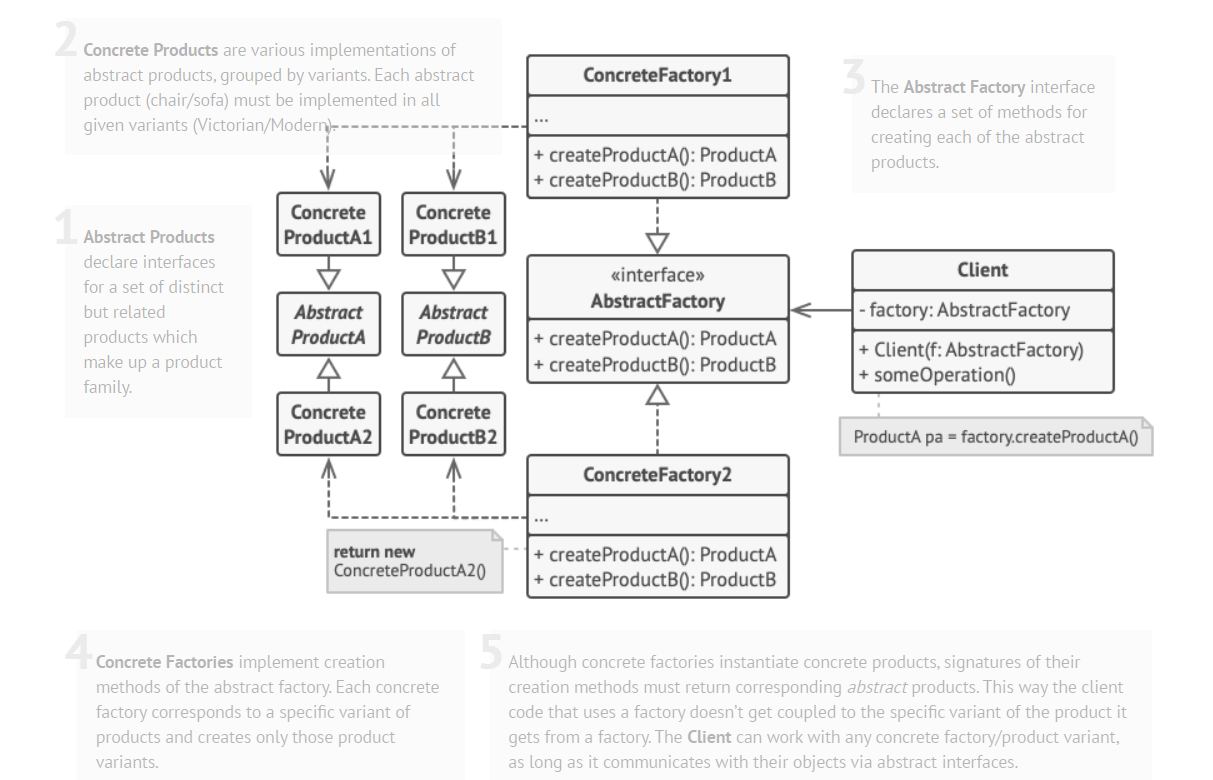 2
Concrete Products are various implementations of
abstract products, grouped by variants. Each abstract
product (chair/sofa) must be implemented in all
given variants (Victorian/Modern).
ConcreteFactory1
...
+ createProductA(): ProductA
+ createProductB(): ProductB
3
The Abstract Factory interface
declares a set of methods for
creating each of the abstract
products.
1
Abstract Products
declare interfaces
for a set of distinct
but related
products which
make up a product
family.
Concrete
ProductA1
Concrete
ProductB1
Abstract
ProductA
Abstract
ProductB
Concrete
ProductA2
Concrete
ProductB2
«interface»
AbstractFactory
+ createProductA(): ProductA
+ createProductB(): ProductB
Client
- factory: AbstractFactory
+ Client(f: AbstractFactory)
+ someOperation()
ProductA pa = factory.createProductA()
ConcreteFactory2
...
+ createProductA(): ProductA
+ createProductB(): ProductB
return new
ConcreteProductA2()
4
Concrete Factories implement creation
methods of the abstract factory. Each concrete
factory corresponds to a specific variant of
products and creates only those product
variants.
5
Although concrete factories instantiate concrete products, signatures of their
creation methods must return corresponding abstract products. This way the client
code that uses a factory doesn't get coupled to the specific variant of the product it
gets from a factory. The Client can work with any concrete factory/product variant,
as long as it communicates with their objects via abstract interfaces.